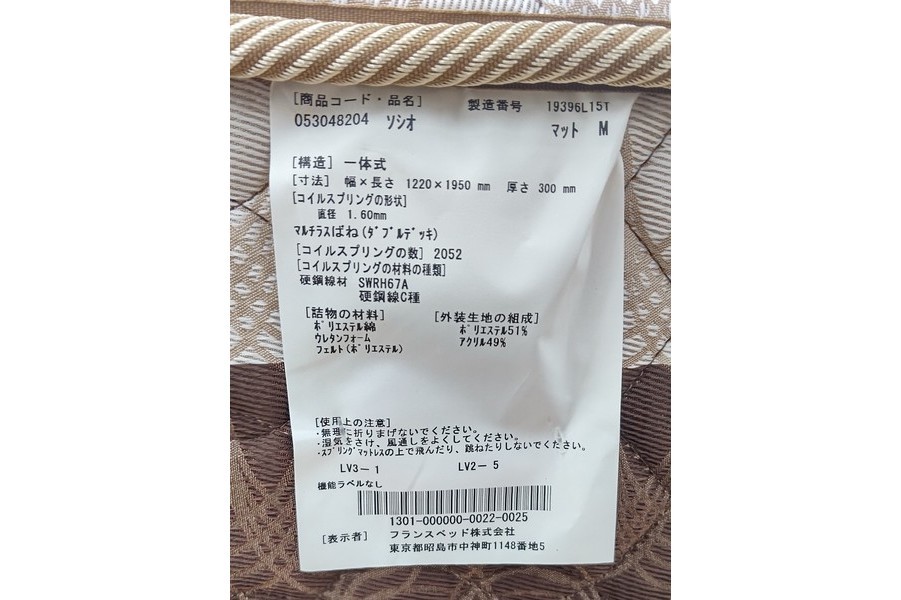 [商品コード・品名] 製造番号 19396L15T
053048204 ソシオ マット M
[構造] 一体式
[寸法] 幅×長さ 1220×1950 mm 厚さ 300 mm
[コイルスプリングの形状]
直径 1.60mm
マルチラスばね(ダブルデッキ)
[コイルスプリングの数] 2052
[コイルスプリングの材料の種類]
硬鋼線材 SWRH67A
硬鋼線C種
[詰物の材料] [外装生地の組成]
ポリエステル綿 ポリエステル51%
ウレタンフォーム アクリル49%
フェルト(ポリエステル)
[使用上の注意]
・無理に折りまげないでください。
・湿気をさけ、風通しをよくしてください。
・スプリングマットレスの上で飛んだり、跳ねたりしないでください。
LV3-1 LV2-5
機能ラベルなし
1301-000000-0022-0025
[表示者] フランスベッド株式会社
東京都昭島市中神町1148番地5